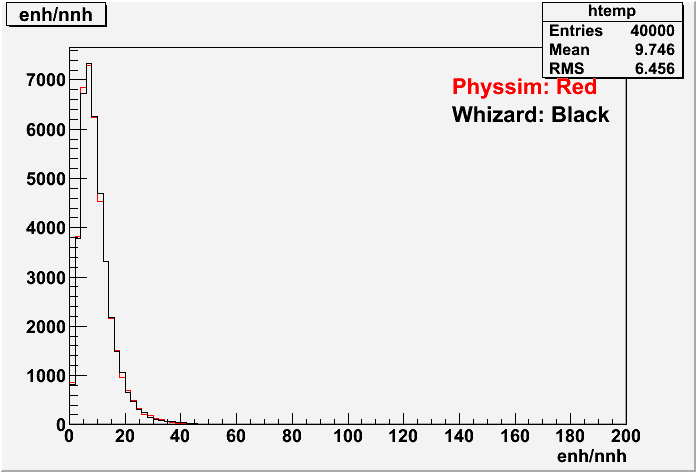 enh/nnh
htemp
Entries 40000
Mean 9.746
RMS 6.456
Physsim: Red
Whizard: Black
7000
6000
5000
4000
3000
2000
1000
0
0 20 40 60 80 100 120 140 160 180 200
enh/nnh